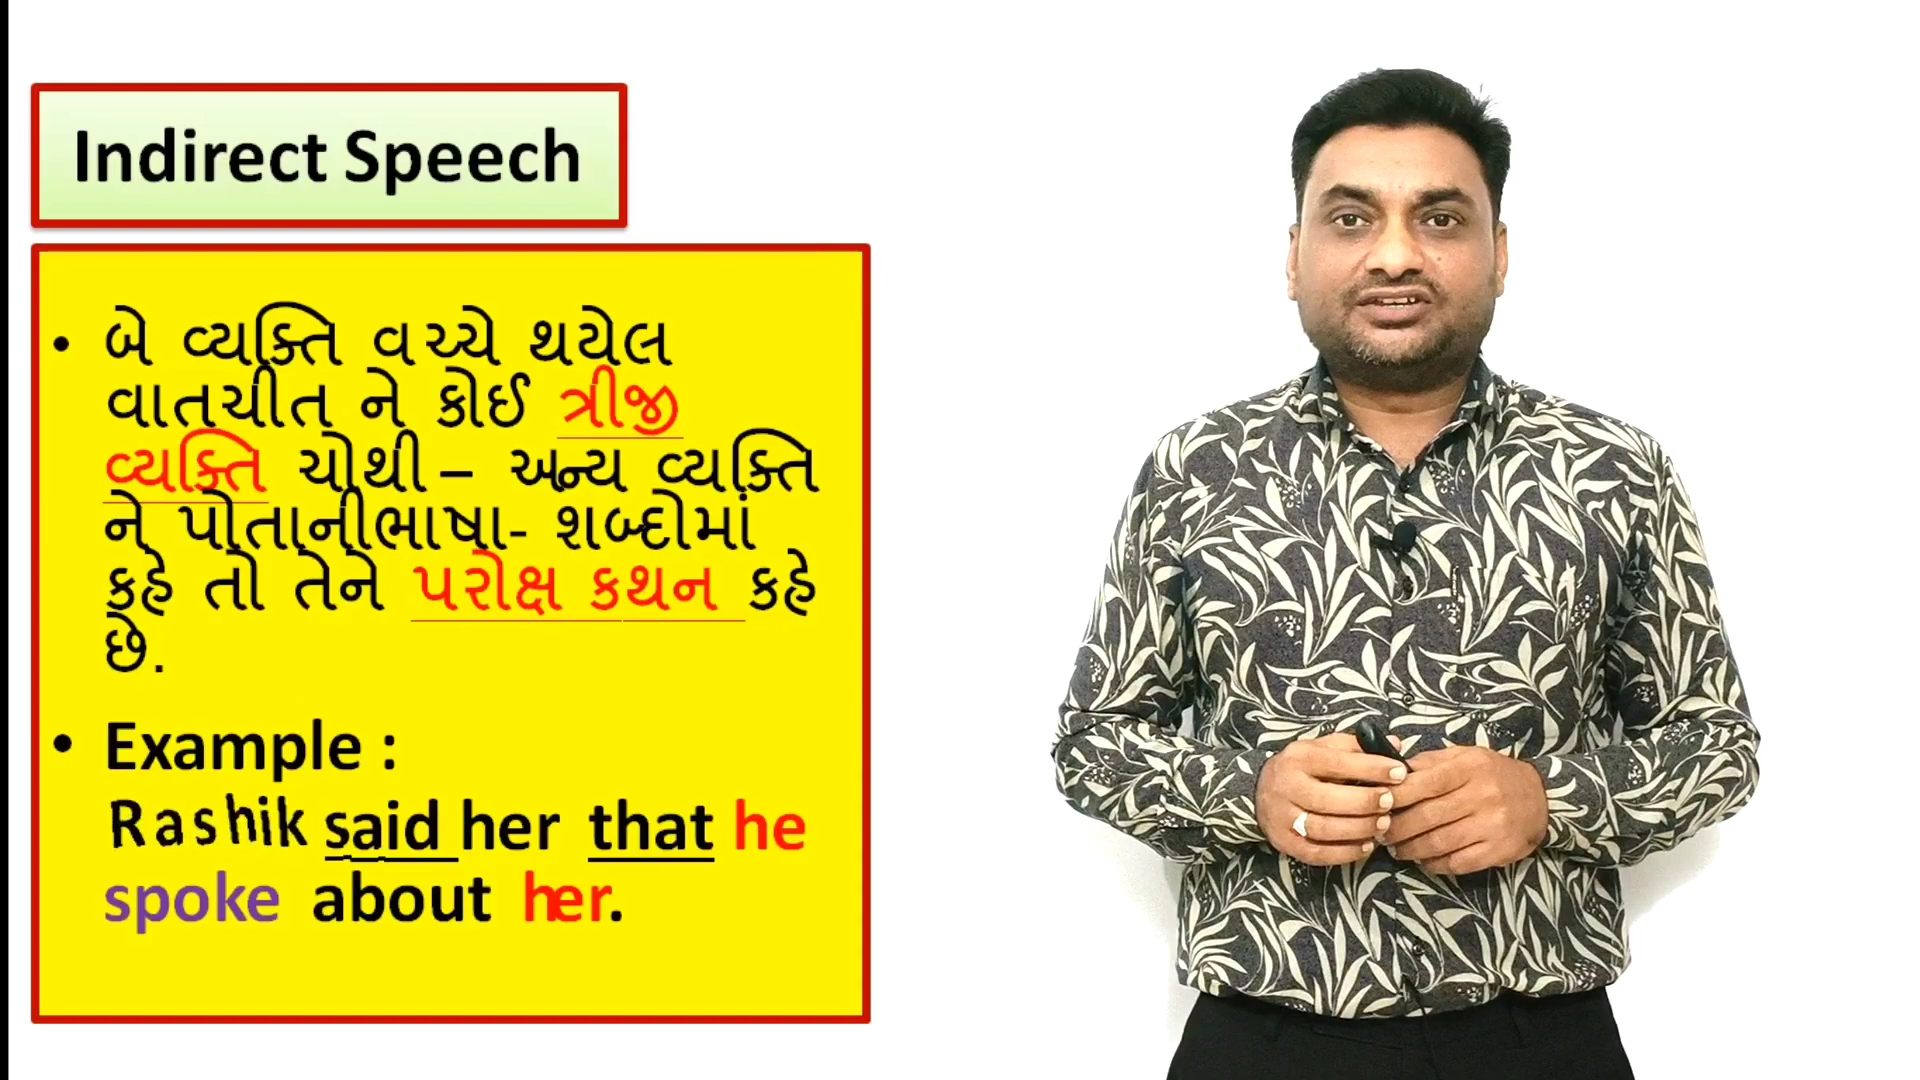 Indirect Speech
• બે વ્યક્તિ વચ્ચે થયેલ
વાતચીત ને કોઈ ત્રીજી
વ્યક્તિ ચોથી – અન્ય વ્યક્તિ
ને પોતાનીભાષા- શબ્દોમાં
કહે તો તેને પરોક્ષ કથન કહે
છે.
• Example :
Rashik said her that he
spoke about her.